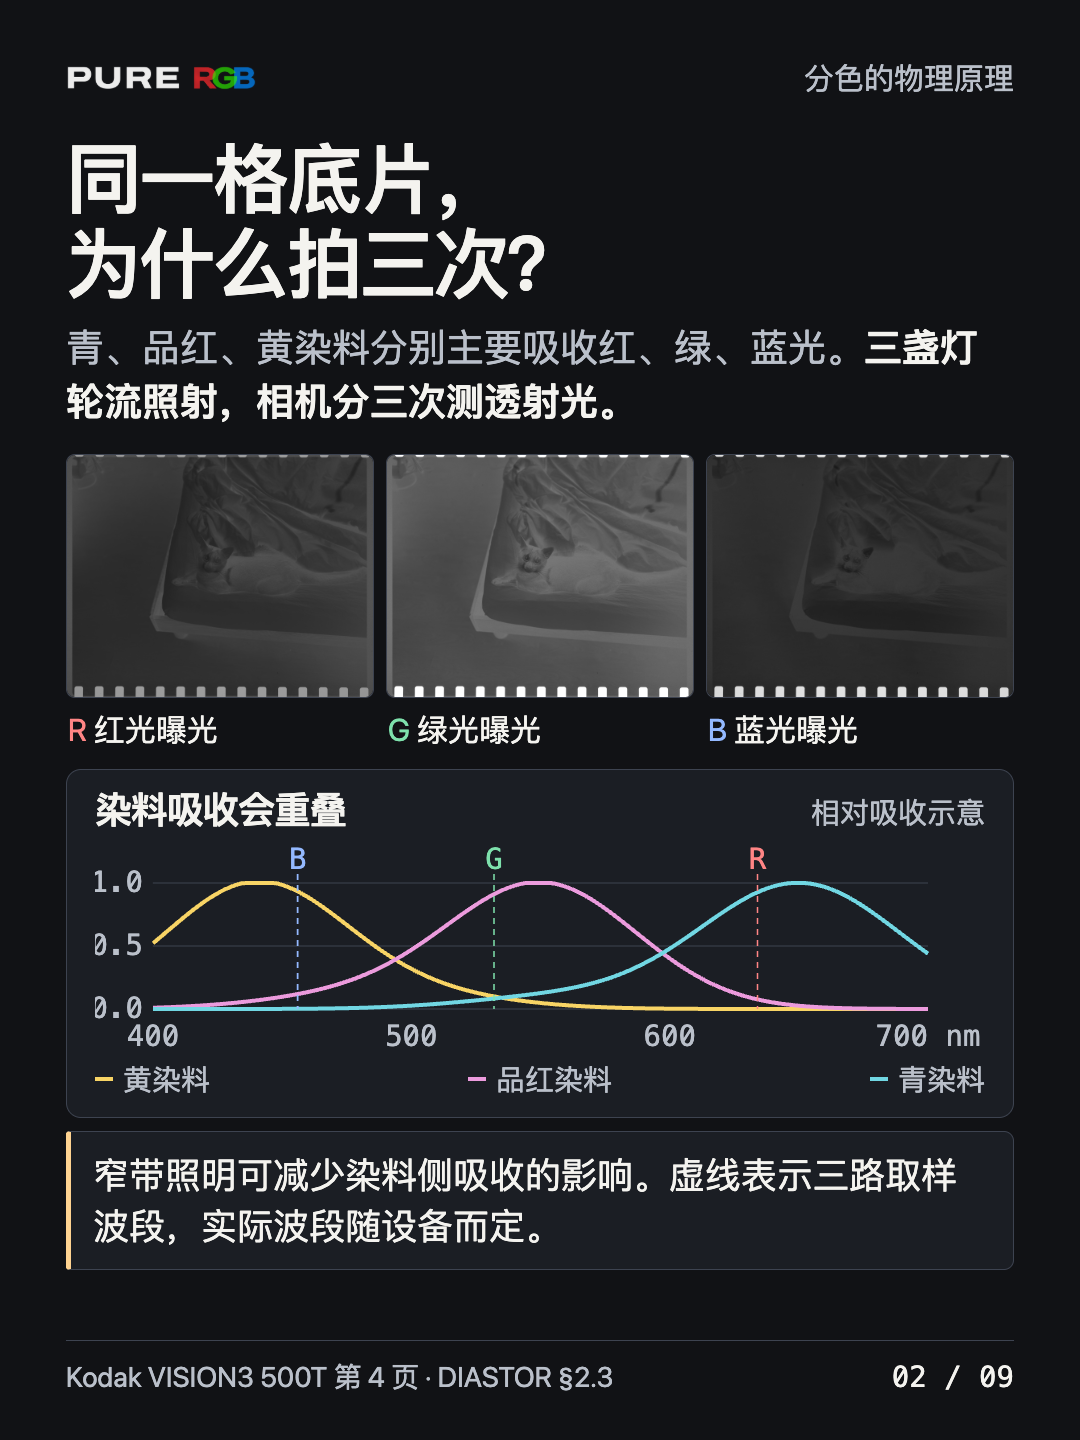 PURE RGB
分色的物理原理
同一格底片，
为什么拍三次？
青、品红、黄染料分别主要吸收红、绿、蓝光。三盏灯
轮流照射，相机分三次测透射光。
R 红光曝光
G 绿光曝光
B 蓝光曝光
染料吸收会重叠
相对吸收示意
B
G
R
1.0
0.5
0.0
400
500
600
700 nm
黄染料
品红染料
青染料
窄带照明可减少染料侧吸收的影响。虚线表示三路取样
波段，实际波段随设备而定。
Kodak VISION3 500T 第 4 页 · DIASTOR §2.3
02 / 09